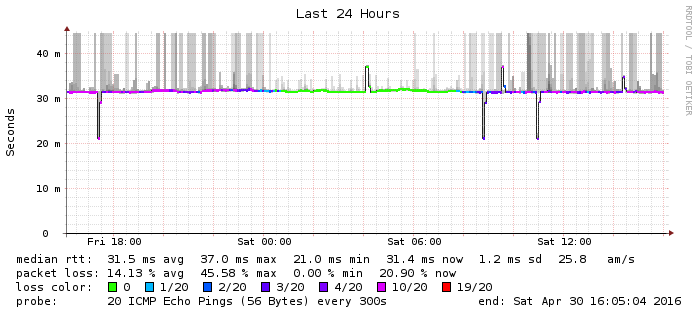 Last 24 Hours
RRDTOOL / TOBI OETIKER
Seconds
40 m
30 m
20 m
10 m
0
Fri 18:00 Sat 00:00 Sat 06:00 Sat 12:00
median rtt: 31.5 ms avg 37.0 ms max 21.0 ms min 31.4 ms now 1.2 ms sd 25.8 am/s
packet loss: 14.13 % avg 45.58 % max 0.00 % min 20.90 % now
loss color: 0 1/20 2/20 3/20 4/20 10/20 19/20
probe: 20 ICMP Echo Pings (56 Bytes) every 300s end: Sat Apr 30 16:05:04 2016